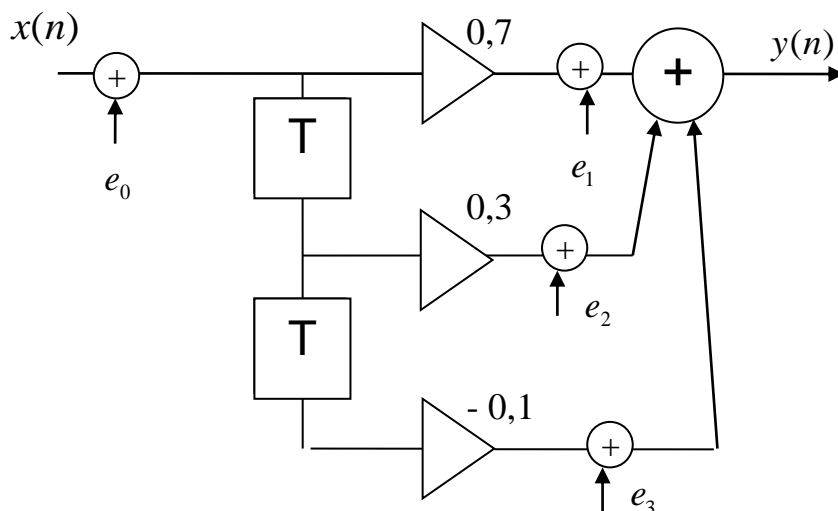 x(n)
0,7
y(n)
+
+
+
T
e₀
e₁
0,3
+
e₂
T
- 0,1
+
e₃